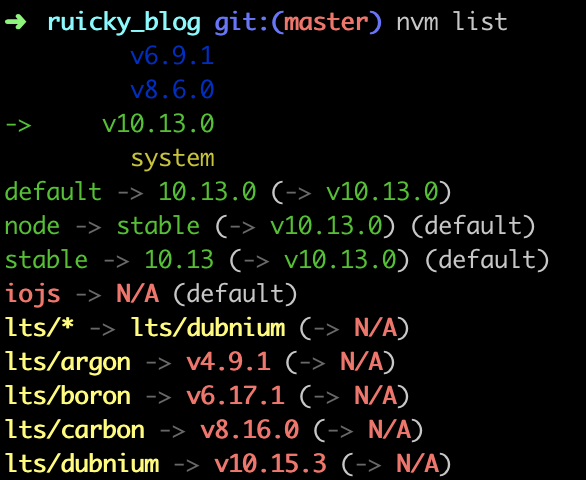 ➜  ruicky_blog git:(master) nvm list
         v6.9.1
         v8.6.0
->     v10.13.0
         system
default -> 10.13.0 (-> v10.13.0)
node -> stable (-> v10.13.0) (default)
stable -> 10.13 (-> v10.13.0) (default)
iojs -> N/A (default)
lts/* -> lts/dubnium (-> N/A)
lts/argon -> v4.9.1 (-> N/A)
lts/boron -> v6.17.1 (-> N/A)
lts/carbon -> v8.16.0 (-> N/A)
lts/dubnium -> v10.15.3 (-> N/A)